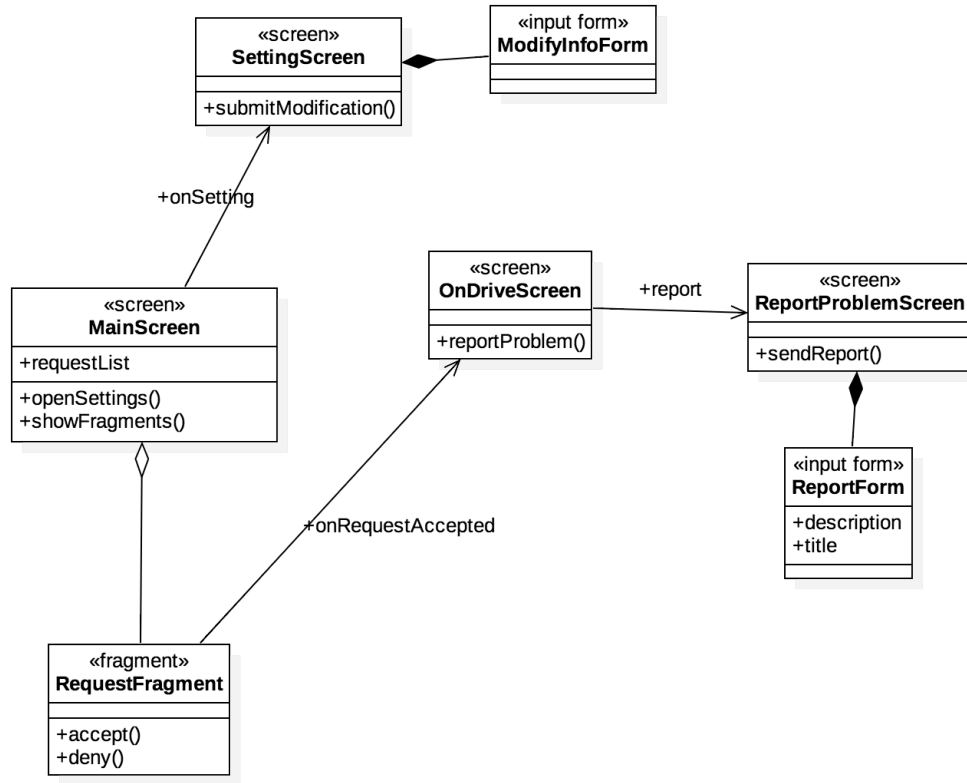 «screen»
SettingScreen
+submitModification()
«input form»
ModifyInfoForm
+onSetting
«screen»
MainScreen
+requestList
+openSettings()
+showFragments()
«screen»
OnDriveScreen
+reportProblem()
+report
«screen»
ReportProblemScreen
+sendReport()
«input form»
ReportForm
+description
+title
+onRequestAccepted
«fragment»
RequestFragment
+accept()
+deny()